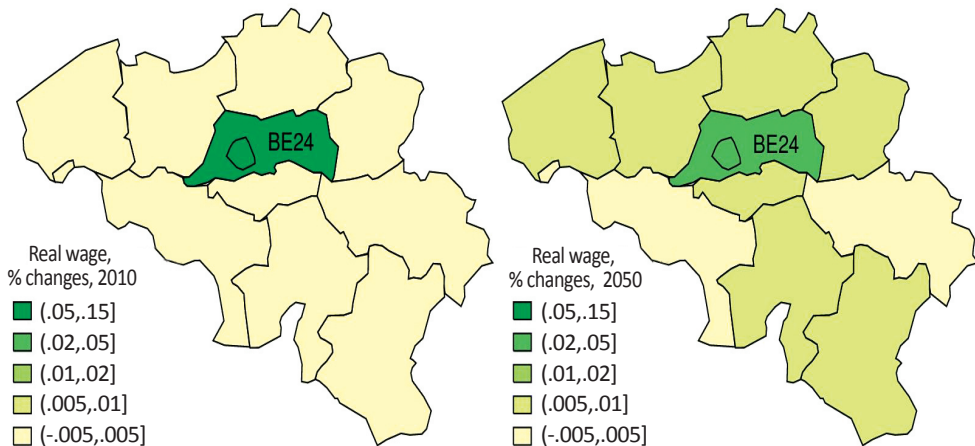 BE24
Real wage,
% changes, 2010
(.05,.15]
(.02,.05]
(.01,.02]
(.005,.01]
(-.005,.005]
BE24
Real wage,
% changes, 2050
(.05,.15]
(.02,.05]
(.01,.02]
(.005,.01]
(-.005,.005]